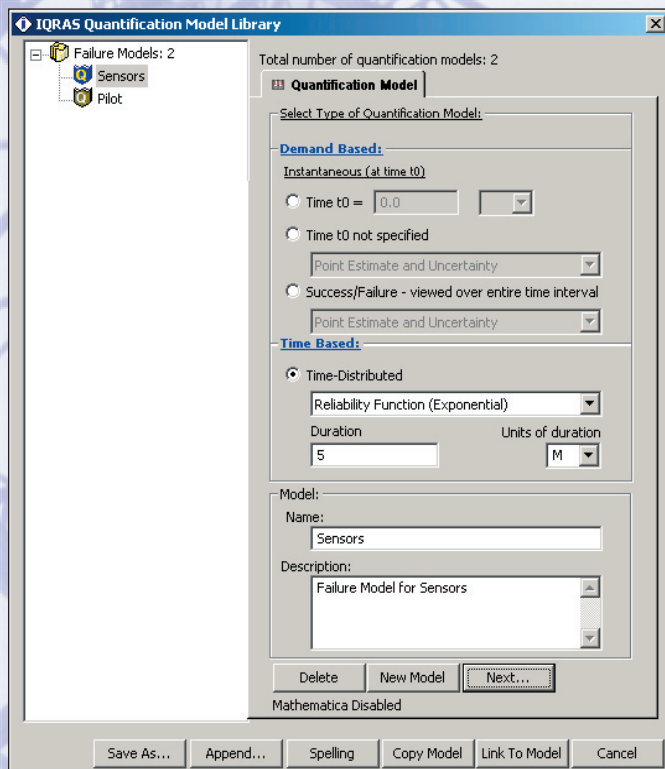 IQRAS Quantification Model Library
Failure Models: 2
Sensors
Pilot
Total number of quantification models: 2
Quantification Model
Select Type of Quantification Model:
Demand Based:
Instantaneous (at time t0)
Time t0 = 0.0
Time t0 not specified
Point Estimate and Uncertainty
Success/Failure - viewed over entire time interval
Point Estimate and Uncertainty
Time Based:
Time-Distributed
Reliability Function (Exponential)
Duration Units of duration
5 M
Model:
Name:
Sensors
Description:
Failure Model for Sensors
Delete New Model Next...
Mathematica Disabled
Save As... Append... Spelling Copy Model Link To Model Cancel